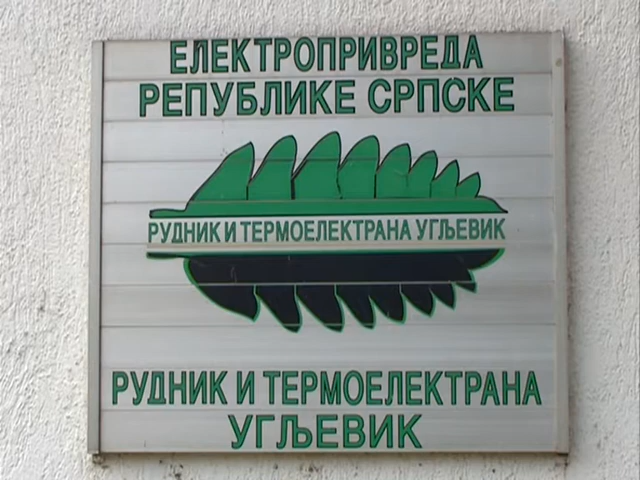 ЕЛЕКТРОПРИВРЕДА
РЕПУБЛИКЕ СРПСКЕ
РУДНИК И ТЕРМОЕЛЕКТРАНА УГЉЕВИК
РУДНИК И ТЕРМОЕЛЕКТРАНА
УГЉЕВИК